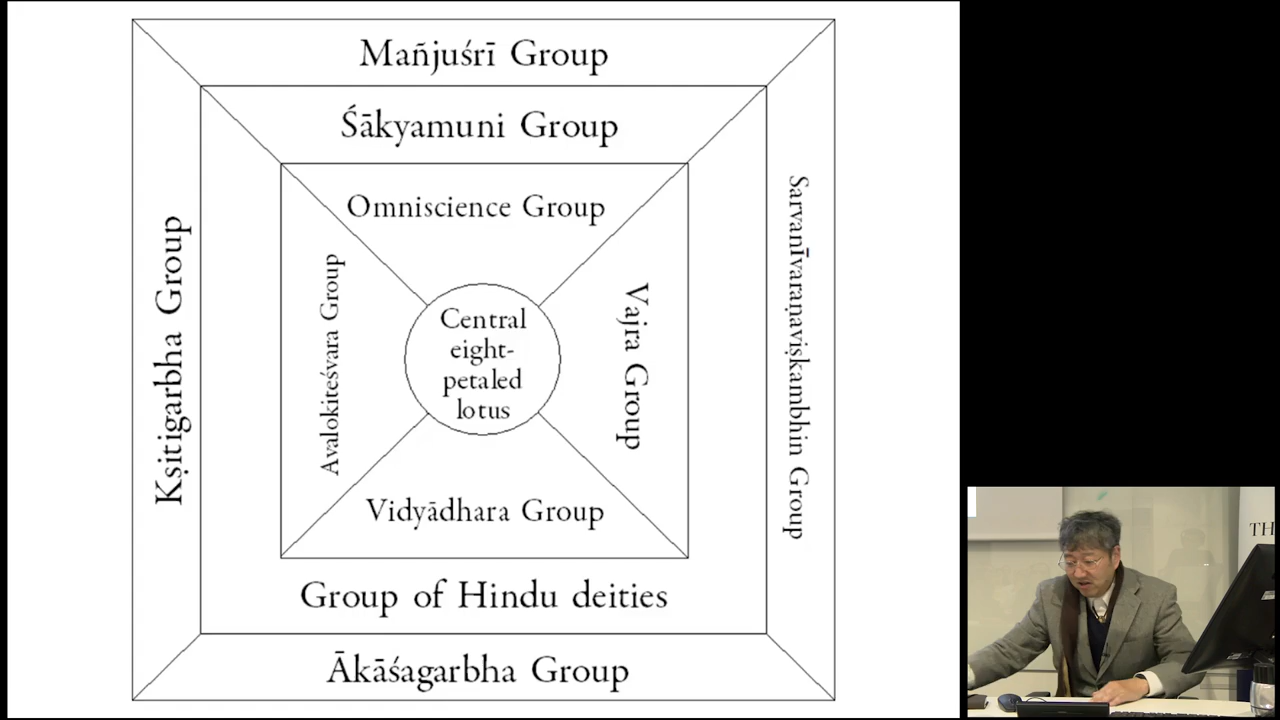 Mañjuśrī Group
Śākyamuni Group
Omniscience Group
Kṣitigarbha Group
Avalokiteśvara Group
Central
eight-
petaled
lotus
Vajra Group
Sarvanīvaraṇaviṣkambhin Group
Vidyādhara Group
Group of Hindu deities
Ākāśagarbha Group
TH